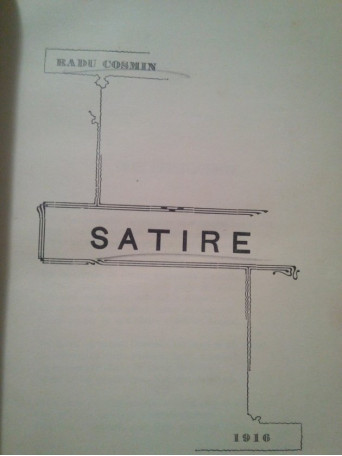 RADU COSMIN
SATIRE
1916